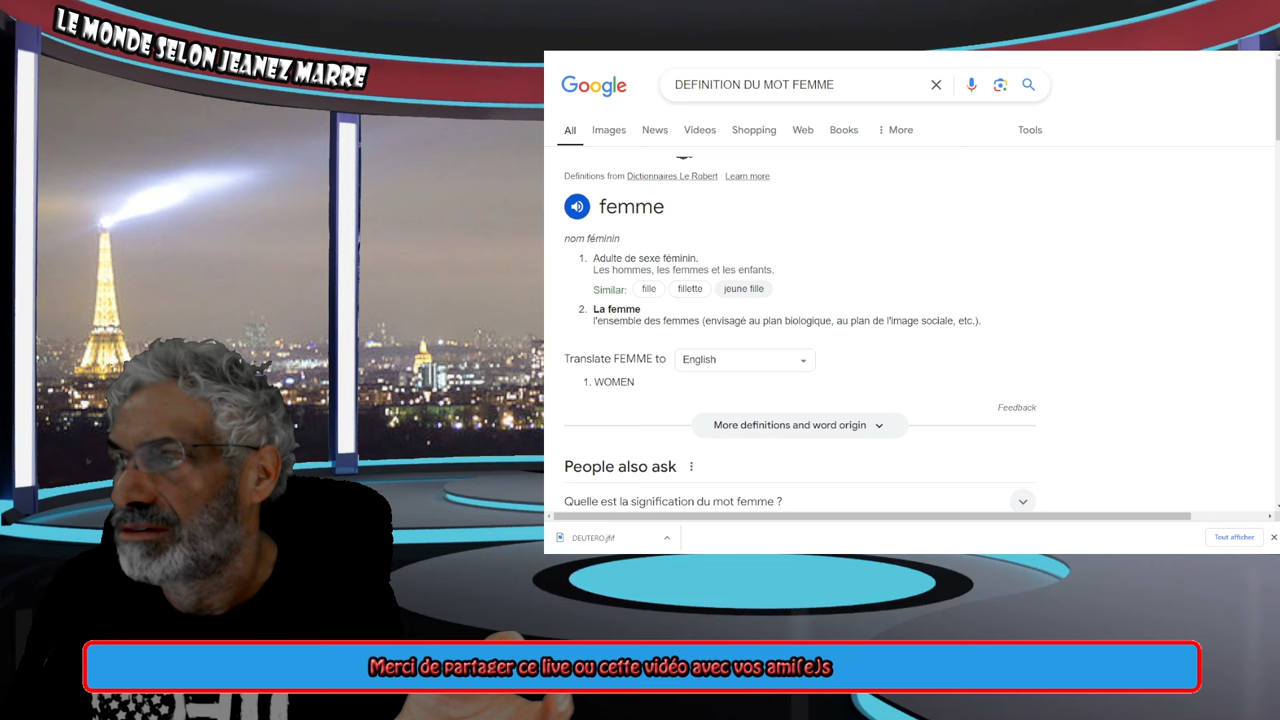 LE MONDE SELON JEANEZ MARRE
Google
DEFINITION DU MOT FEMME
All Images News Videos Shopping Web Books More Tools
Definitions from Dictionnaires Le Robert · Learn more
femme
nom féminin
1. Adulte de sexe féminin.
Les hommes, les femmes et les enfants.
Similar: fille fillette jeune fille
2. La femme
l'ensemble des femmes (envisagé au plan biologique, au plan de l'image sociale, etc.).
Translate FEMME to English
1. WOMEN
Feedback
More definitions and word origin
People also ask
Quelle est la signification du mot femme ?
DEUTERO.jfif
Tout afficher
Merci de partager ce live ou cette vidéo avec vos ami(e)s